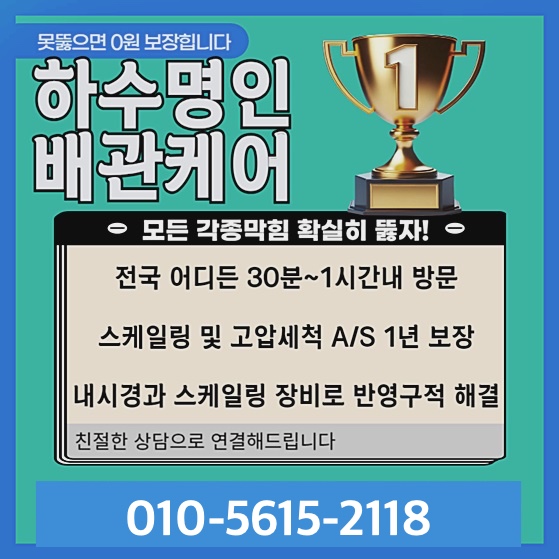 못뚫으면 0원 보장힙니다
하수명인
1
배관케어
모든 각종막힘 확실히 뚫자!
전국 어디든 30분~1시간내 방문
스케일링 및 고압세척 A/S 1년 보장
내시경과 스케일링 장비로 반영구적 해결
친절한 상담으로 연결해드립니다
010-5615-2118